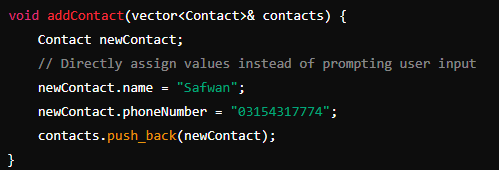 void addContact(vector<Contact>& contacts) {
    Contact newContact;
    // Directly assign values instead of prompting user input
    newContact.name = "Safwan";
    newContact.phoneNumber = "03154317774";
    contacts.push_back(newContact);
}